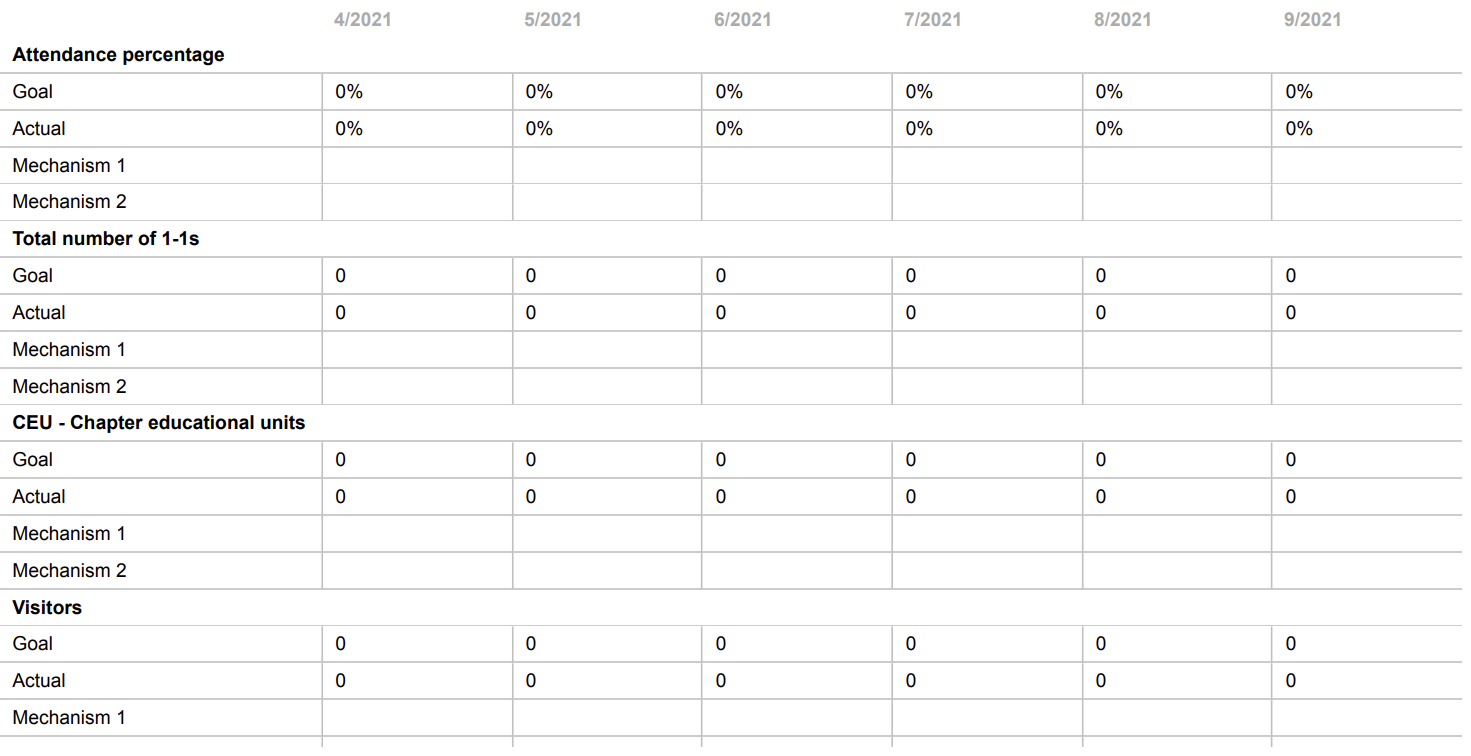 4/2021 5/2021 6/2021 7/2021 8/2021 9/2021
Attendance percentage
Goal 0% 0% 0% 0% 0% 0%
Actual 0% 0% 0% 0% 0% 0%
Mechanism 1
Mechanism 2
Total number of 1-1s
Goal 0 0 0 0 0 0
Actual 0 0 0 0 0 0
Mechanism 1
Mechanism 2
CEU - Chapter educational units
Goal 0 0 0 0 0 0
Actual 0 0 0 0 0 0
Mechanism 1
Mechanism 2
Visitors
Goal 0 0 0 0 0 0
Actual 0 0 0 0 0 0
Mechanism 1